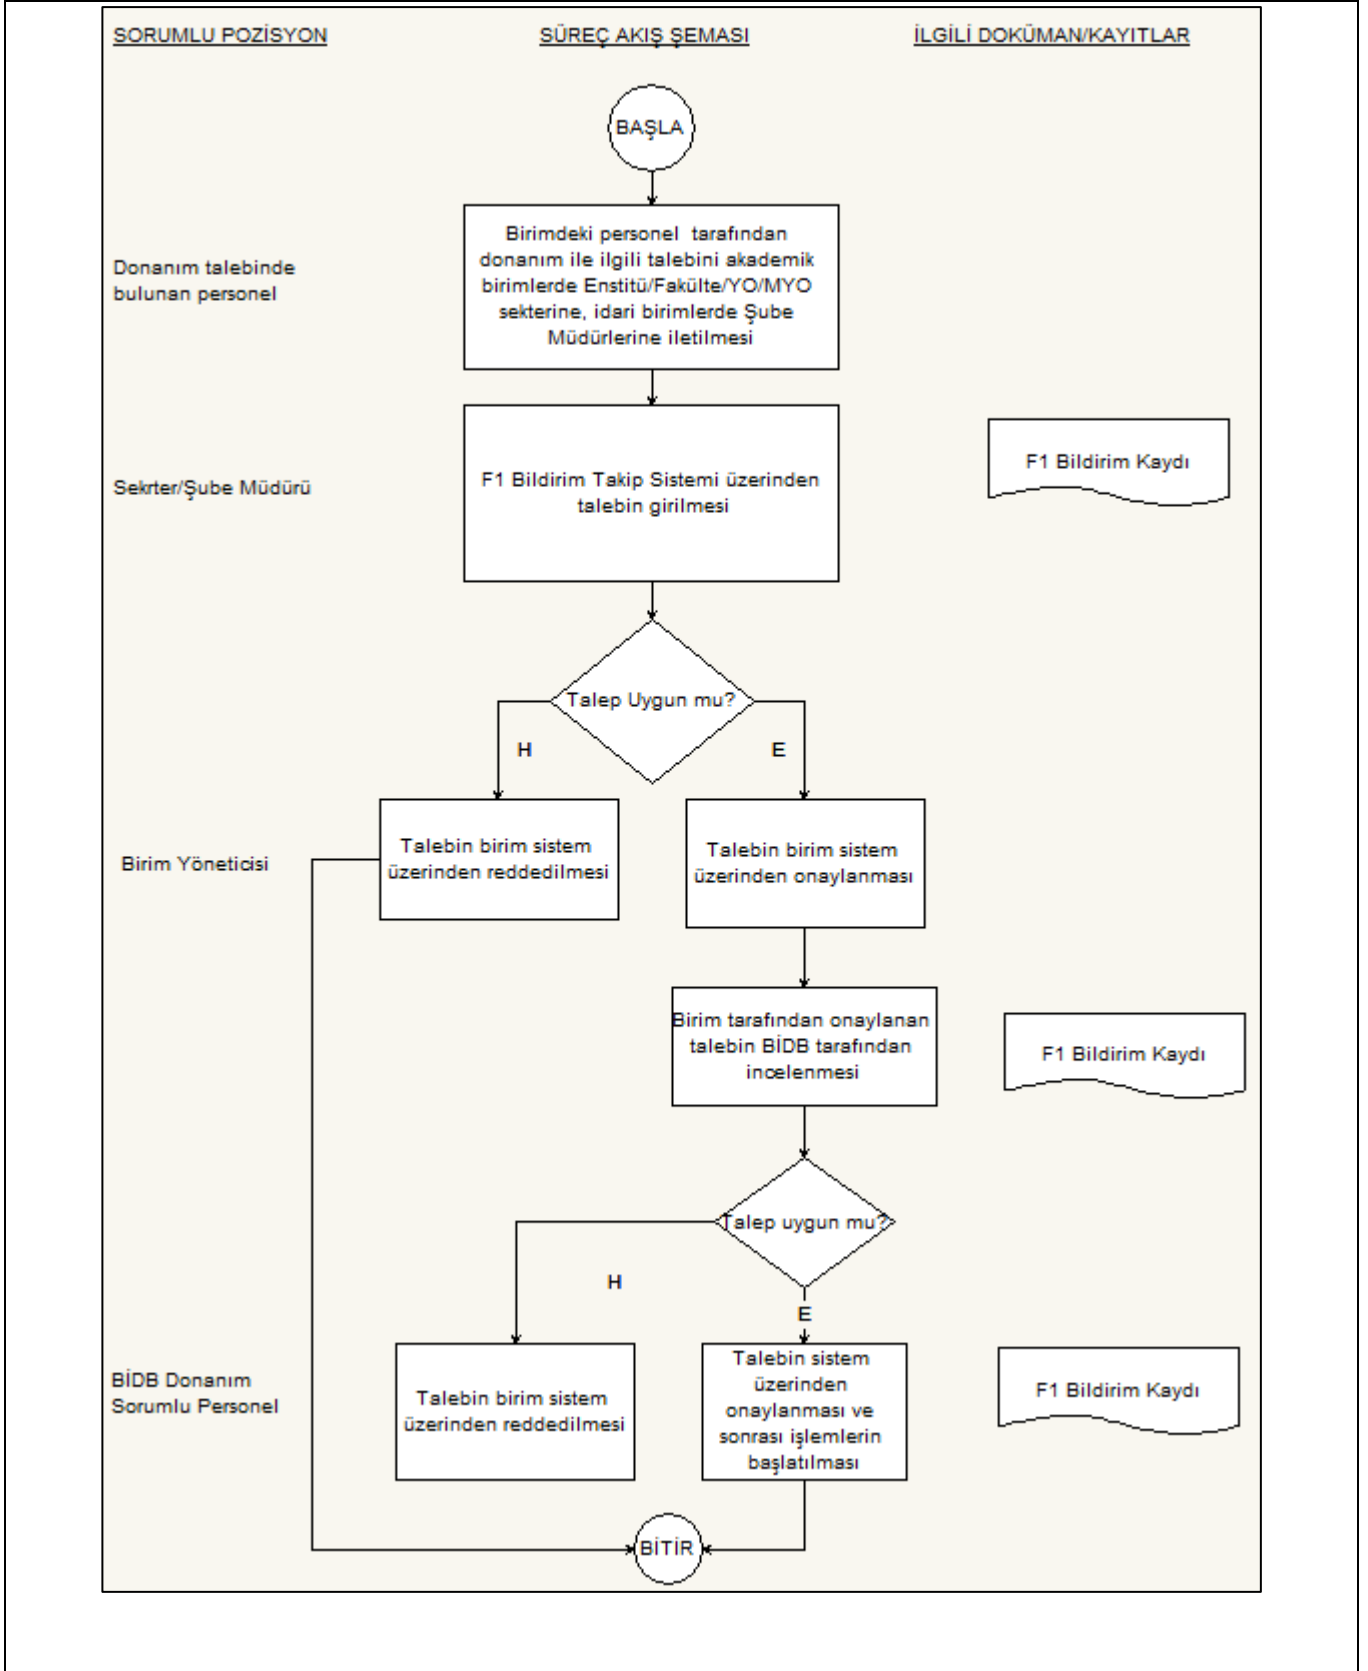 SORUMLU POZİSYON
SÜREÇ AKIŞ ŞEMASI
İLGİLİ DOKÜMAN/KAYITLAR
BAŞLA
Donanım talebinde
bulunan personel
Birimdeki personel  tarafından
donanım ile ilgili talebini akademik
birimlerde Enstitü/Fakülte/YO/MYO
sekterine, idari birimlerde Şube
Müdürlerine iletilmesi
Sekrter/Şube Müdürü
F1 Bildirim Takip Sistemi üzerinden
talebin girilmesi
F1 Bildirim Kaydı
Talep Uygun mu?
H
E
Birim Yöneticisi
Talebin birim sistem
üzerinden reddedilmesi
Talebin birim sistem
üzerinden onaylanması
Birim tarafından onaylanan
talebin BİDB tarafından
incelenmesi
F1 Bildirim Kaydı
Talep uygun mu?
H
E
BİDB Donanım
Sorumlu Personel
Talebin birim sistem
üzerinden reddedilmesi
Talebin sistem
üzerinden
onaylanması ve
sonrası işlemlerin
başlatılması
F1 Bildirim Kaydı
BİTİR